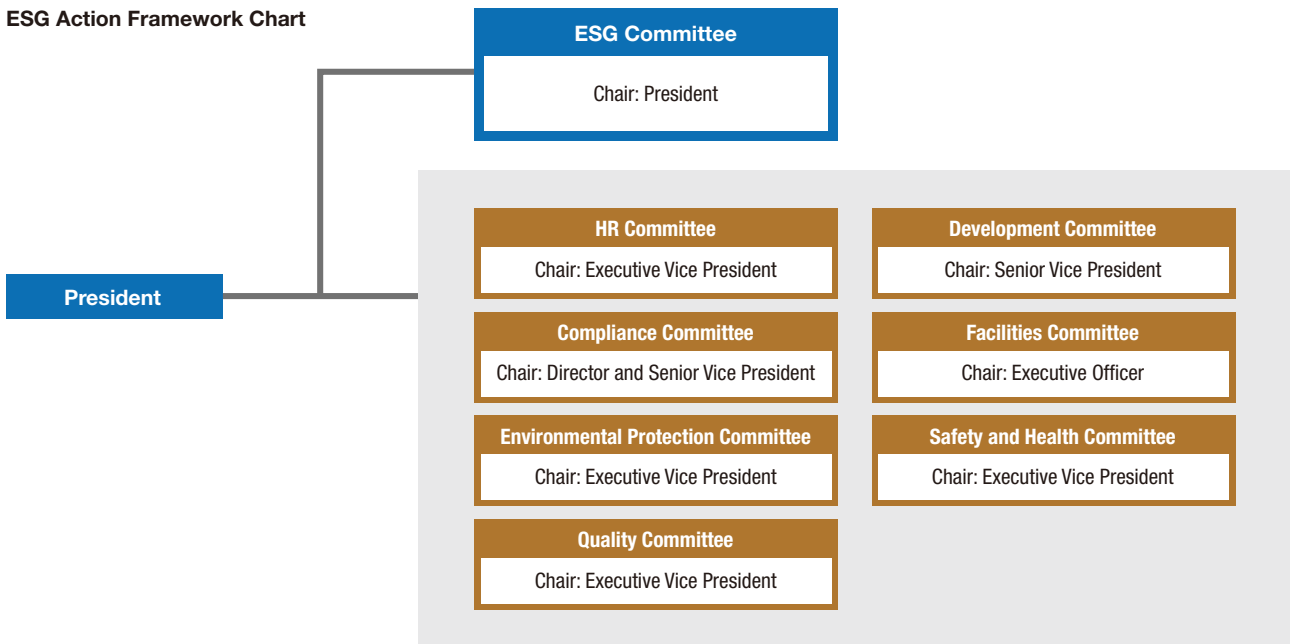 ESG Action Framework Chart
ESG Committee
Chair: President
President
HR Committee
Chair: Executive Vice President
Development Committee
Chair: Senior Vice President
Compliance Committee
Chair: Director and Senior Vice President
Facilities Committee
Chair: Executive Officer
Environmental Protection Committee
Chair: Executive Vice President
Safety and Health Committee
Chair: Executive Vice President
Quality Committee
Chair: Executive Vice President